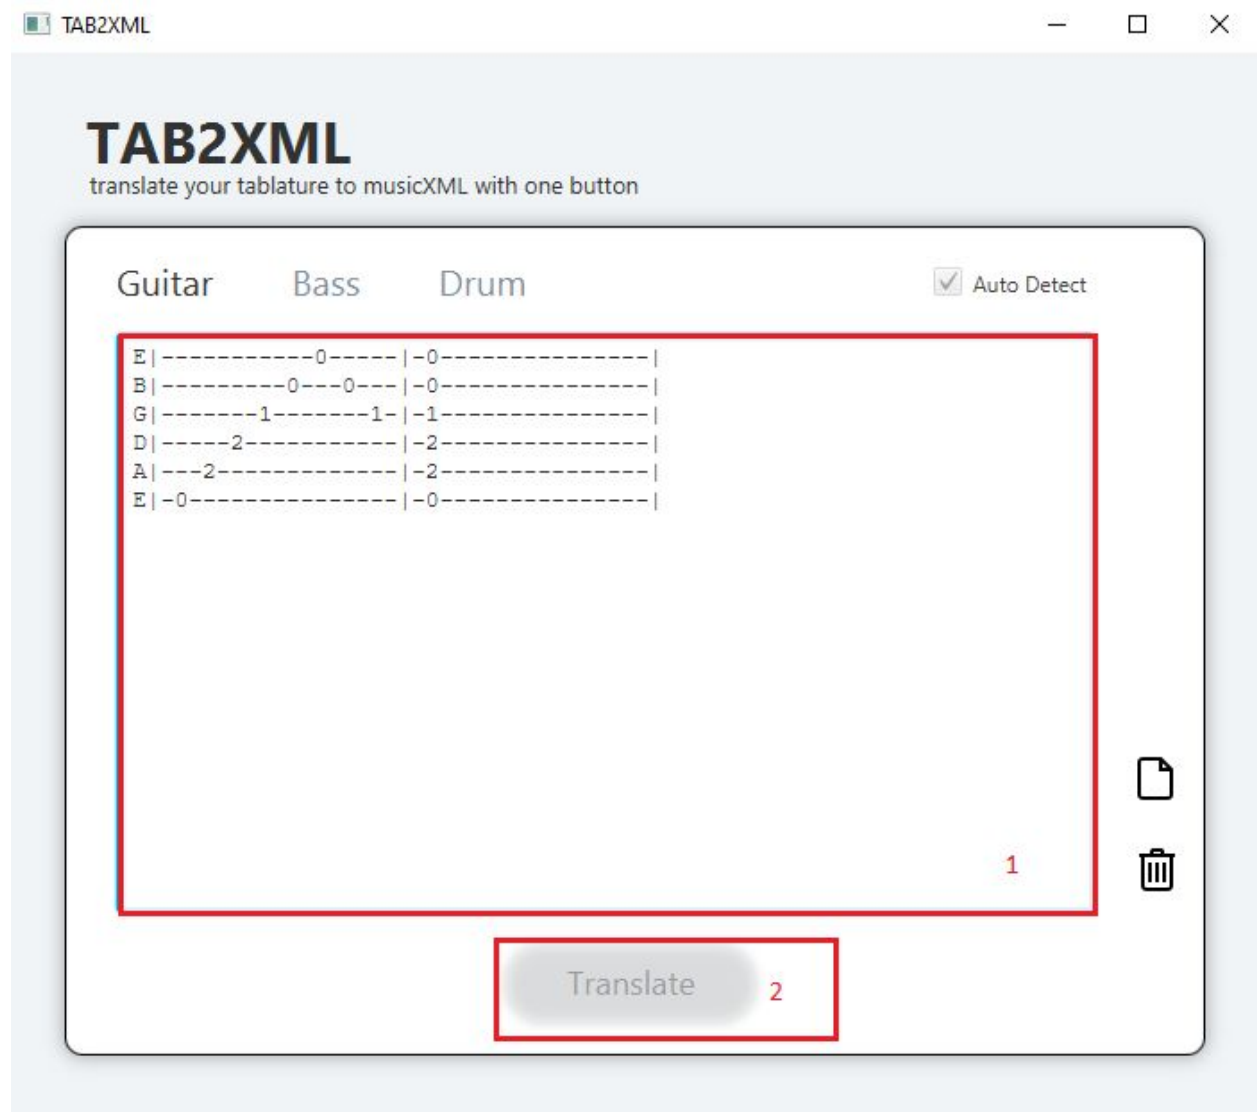 TAB2XML
TAB2XML
translate your tablature to musicXML with one button
Guitar Bass Drum Auto Detect
E|-----------0-----|-0---------------|
B|---------0---0---|-0---------------|
G|-------1-------1-|-1---------------|
D|-----2-----------|-2---------------|
A|---2-------------|-2---------------|
E|-0---------------|-0---------------|
1
Translate 2